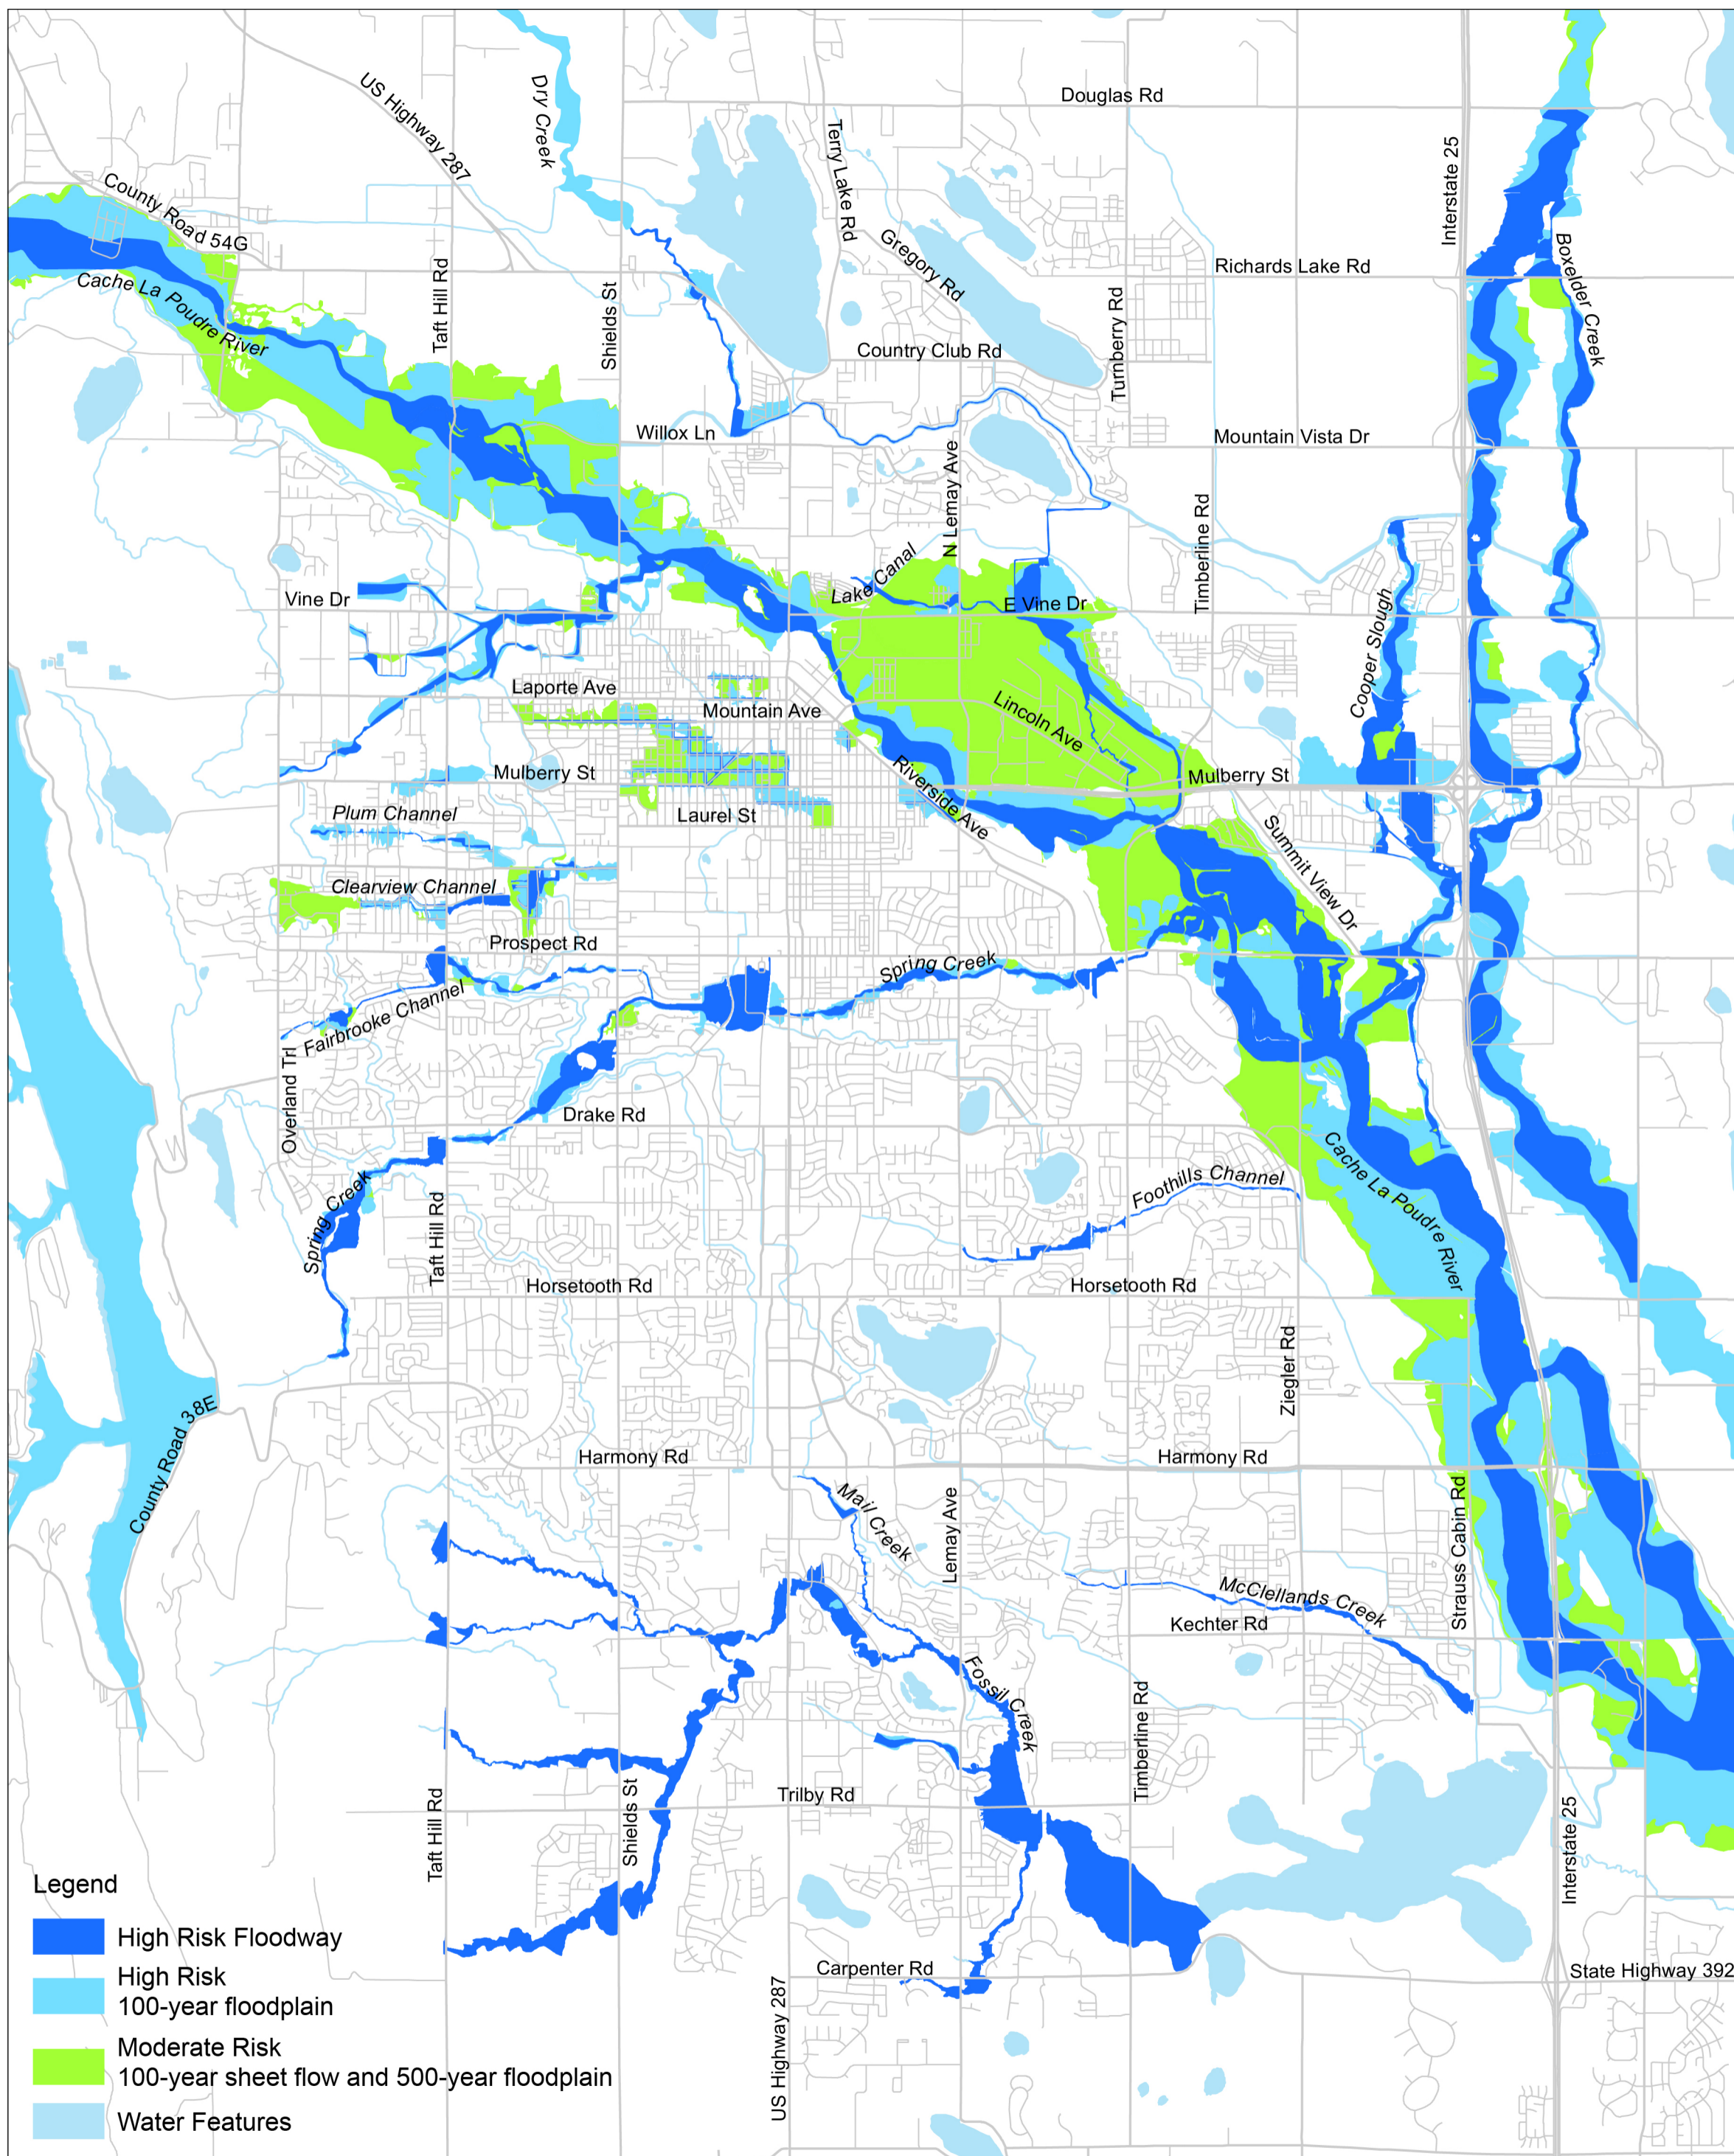 Douglas Rd
US Highway 287
Dry Creek
Terry Lake Rd
Interstate 25
County Road 54G
Gregory Rd
Richards Lake Rd
Boxelder Creek
Cache La Poudre River
Taft Hill Rd
Shields St
Turnberry Rd
Country Club Rd
Willox Ln
Mountain Vista Dr
N Lemay Ave
Timberline Rd
Lake Canal
Vine Dr
E Vine Dr
Cooper Slough
Laporte Ave
Mountain Ave
Lincoln Ave
Mulberry St
Riverside Ave
Mulberry St
Plum Channel
Laurel St
Summit View Dr
Clearview Channel
Prospect Rd
Spring Creek
Fairbrooke Channel
Overland Trl
Drake Rd
Cache La Poudre River
Foothills Channel
Spring Creek
Taft Hill Rd
Horsetooth Rd
Horsetooth Rd
Ziegler Rd
County Road 38E
Harmony Rd
Harmony Rd
Mail Creek
Lemay Ave
Strauss Cabin Rd
McClellands Creek
Kechter Rd
Fossil Creek
Timberline Rd
Trilby Rd
Taft Hill Rd
Shields St
Interstate 25
Carpenter Rd
State Highway 392
US Highway 287
Legend
High Risk Floodway
High Risk
100-year floodplain
Moderate Risk
100-year sheet flow and 500-year floodplain
Water Features